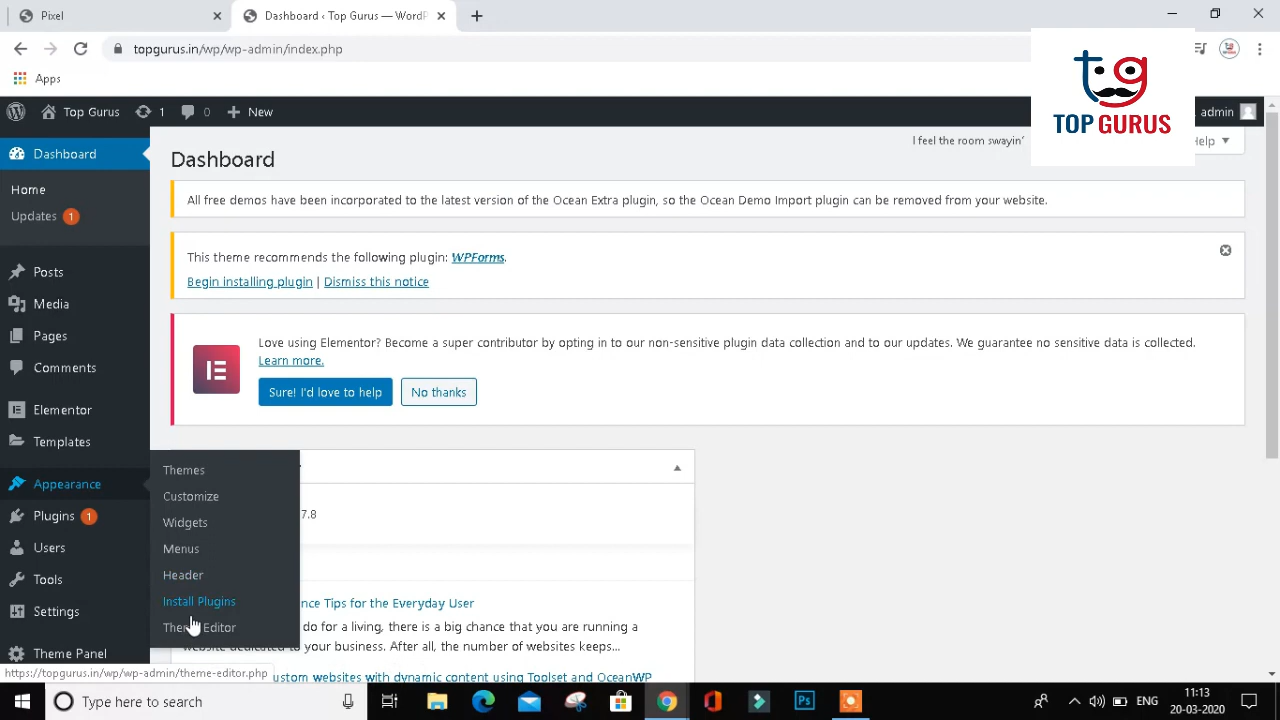 Pixel
Dashboard ‹ Top Gurus — WordP
topgurus.in/wp/wp-admin/index.php
Apps
tg
TOP GURUS
Top Gurus 1 0 New
admin
Dashboard
Home
Updates 1
Posts
Media
Pages
Comments
Elementor
Templates
Appearance
Plugins 1
Users
Tools
Settings
Theme Panel
I feel the room swayin'
Help
Dashboard
All free demos have been incorporated to the latest version of the Ocean Extra plugin, so the Ocean Demo Import plugin can be removed from your website.
This theme recommends the following plugin: WPForms.
Begin installing plugin | Dismiss this notice
Love using Elementor? Become a super contributor by opting in to our non-sensitive plugin data collection and to our updates. We guarantee no sensitive data is collected.
Learn more.
Sure! I'd love to help
No thanks
Themes
Customize
Widgets
Menus
Header
Install Plugins
Theme Editor
7.8
nce Tips for the Everyday User
do for a living, there is a big chance that you are running a
website dedicated to your business. After all, the number of websites keeps...
ustom websites with dynamic content using Toolset and OceanWP
https://topgurus.in/wp/wp-admin/theme-editor.php
Type here to search
Ps
ENG
11:13
20-03-2020